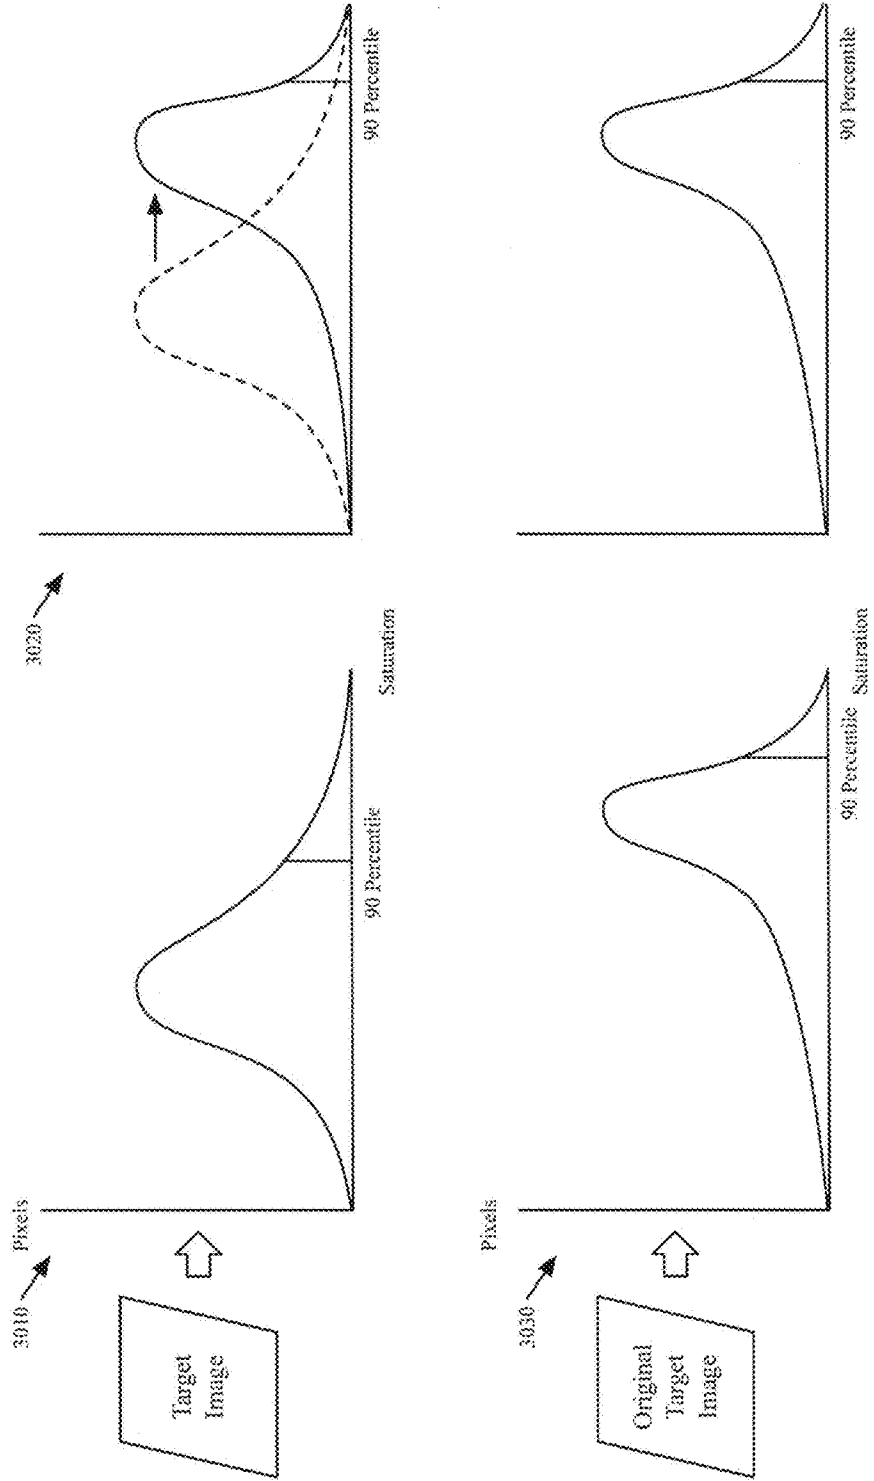 3010
Pixels
Target
Image
90 Percentile
Saturation
3020
90 Percentile
3030
Pixels
Original
Target
Image
90 Percentile
Saturation
90 Percentile